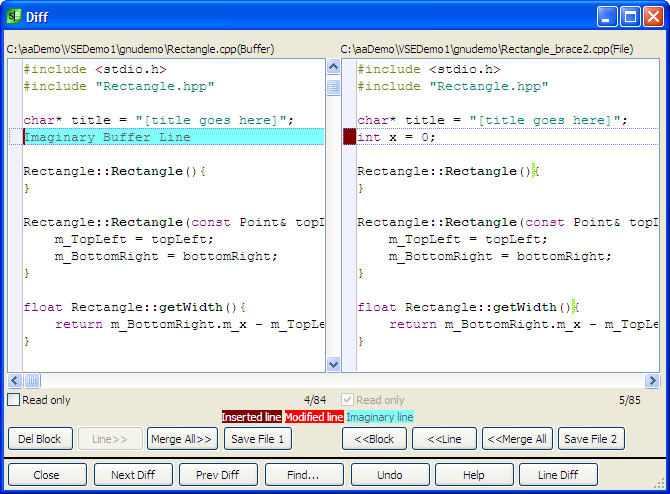 Diff
C:\aaDemo\VSEDemo1\gnudemo\Rectangle.cpp(Buffer)
C:\aaDemo\VSEDemo1\gnudemo\Rectangle_brace2.cpp(File)
#include <stdio.h>
#include "Rectangle.hpp"
char* title = "[title goes here]";
Imaginary Buffer Line
Rectangle::Rectangle(){
}
Rectangle::Rectangle(const Point& topL
m_TopLeft = topLeft;
m_BottomRight = bottomRight;
}
float Rectangle::getWidth(){
return m_BottomRight.m_x - m_TopLe
}
#include <stdio.h>
#include "Rectangle.hpp"
char* title = "[title goes here]";
int x = 0;
Rectangle::Rectangle(){
}
Rectangle::Rectangle(const Point& topL
m_TopLeft = topLeft;
m_BottomRight = bottomRight;
}
float Rectangle::getWidth(){
return m_BottomRight.m_x - m_TopLe
}
Read only 4/84
Read only 5/85
Inserted line Modified line Imaginary line
Del Block Line>> Merge All>> Save File 1 <<Block <<Line <<Merge All Save File 2
Close Next Diff Prev Diff Find... Undo Help Line Diff